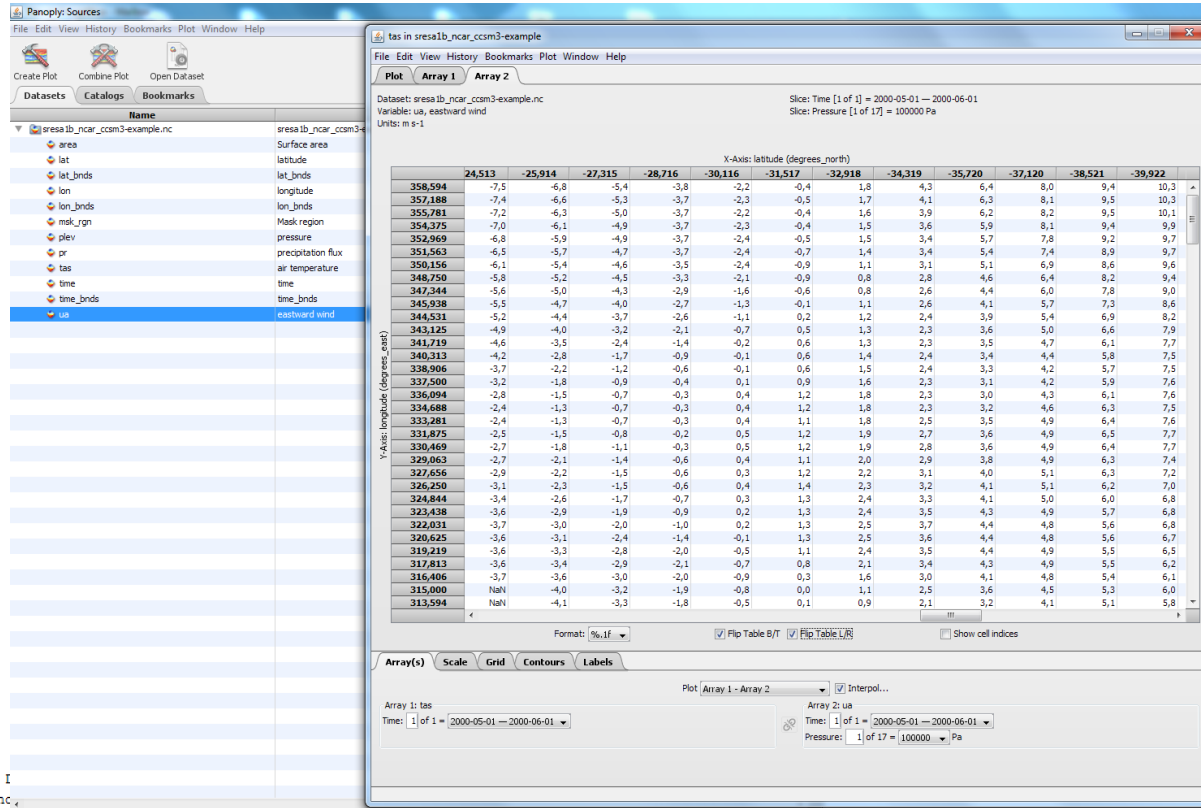 Panoply: Sources
File Edit View History Bookmarks Plot Window Help
Create Plot Combine Plot Open Dataset
Datasets Catalogs Bookmarks
Name
sresa1b_ncar_ccsm3-example.nc sresa1b_ncar_ccsm3-e
area Surface area
lat latitude
lat_bnds lat_bnds
lon longitude
lon_bnds lon_bnds
msk_rgn Mask region
plev pressure
pr precipitation flux
tas air temperature
time time
time_bnds time_bnds
ua eastward wind
tas in sresa1b_ncar_ccsm3-example
File Edit View History Bookmarks Plot Window Help
Plot Array 1 Array 2
Dataset: sresa1b_ncar_ccsm3-example.nc
Variable: ua, eastward wind
Units: m s-1
Slice: Time [1 of 1] = 2000-05-01 — 2000-06-01
Slice: Pressure [1 of 17] = 100000 Pa
X-Axis: latitude (degrees_north)
Y-Axis: longitude (degrees_east)
24,513 -25,914 -27,315 -28,716 -30,116 -31,517 -32,918 -34,319 -35,720 -37,120 -38,521 -39,922
358,594 -7,5 -6,8 -5,4 -3,8 -2,2 -0,4 1,8 4,3 6,4 8,0 9,4 10,3
357,188 -7,4 -6,6 -5,3 -3,7 -2,3 -0,5 1,7 4,1 6,3 8,1 9,5 10,3
355,781 -7,2 -6,3 -5,0 -3,7 -2,2 -0,4 1,6 3,9 6,2 8,2 9,5 10,1
354,375 -7,0 -6,1 -4,9 -3,7 -2,3 -0,4 1,5 3,6 5,9 8,1 9,4 9,9
352,969 -6,8 -5,9 -4,9 -3,7 -2,4 -0,5 1,5 3,4 5,7 7,8 9,2 9,7
351,563 -6,5 -5,7 -4,7 -3,7 -2,4 -0,7 1,4 3,4 5,4 7,4 8,9 9,7
350,156 -6,1 -5,4 -4,6 -3,5 -2,4 -0,9 1,1 3,1 5,1 6,9 8,6 9,6
348,750 -5,8 -5,2 -4,5 -3,3 -2,1 -0,9 0,8 2,8 4,6 6,4 8,2 9,4
347,344 -5,6 -5,0 -4,3 -2,9 -1,6 -0,6 0,8 2,6 4,4 6,0 7,8 9,0
345,938 -5,5 -4,7 -4,0 -2,7 -1,3 -0,1 1,1 2,6 4,1 5,7 7,3 8,6
344,531 -5,2 -4,4 -3,7 -2,6 -1,1 0,2 1,2 2,4 3,9 5,4 6,9 8,2
343,125 -4,9 -4,0 -3,2 -2,1 -0,7 0,5 1,3 2,3 3,6 5,0 6,6 7,9
341,719 -4,6 -3,5 -2,4 -1,4 -0,2 0,6 1,3 2,3 3,5 4,7 6,1 7,7
340,313 -4,2 -2,8 -1,7 -0,9 -0,1 0,6 1,4 2,4 3,4 4,4 5,8 7,5
338,906 -3,7 -2,2 -1,2 -0,6 -0,1 0,6 1,5 2,4 3,3 4,2 5,7 7,5
337,500 -3,2 -1,8 -0,9 -0,4 0,1 0,9 1,6 2,3 3,1 4,2 5,9 7,6
336,094 -2,8 -1,5 -0,7 -0,3 0,4 1,2 1,8 2,3 3,0 4,3 6,1 7,6
334,688 -2,4 -1,3 -0,7 -0,3 0,4 1,2 1,8 2,3 3,2 4,6 6,3 7,5
333,281 -2,4 -1,3 -0,7 -0,3 0,4 1,1 1,8 2,5 3,5 4,9 6,4 7,6
331,875 -2,5 -1,5 -0,8 -0,2 0,5 1,2 1,9 2,7 3,6 4,9 6,5 7,7
330,469 -2,7 -1,8 -1,1 -0,3 0,5 1,2 1,9 2,8 3,6 4,9 6,4 7,7
329,063 -2,7 -2,1 -1,4 -0,6 0,4 1,1 2,0 2,9 3,8 4,9 6,3 7,4
327,656 -2,9 -2,2 -1,5 -0,6 0,3 1,2 2,2 3,1 4,0 5,1 6,3 7,2
326,250 -3,1 -2,3 -1,5 -0,6 0,4 1,4 2,3 3,2 4,1 5,1 6,2 7,0
324,844 -3,4 -2,6 -1,7 -0,7 0,3 1,3 2,4 3,3 4,1 5,0 6,0 6,8
323,438 -3,6 -2,9 -1,9 -0,9 0,2 1,3 2,4 3,5 4,3 4,9 5,7 6,8
322,031 -3,7 -3,0 -2,0 -1,0 0,2 1,3 2,5 3,7 4,4 4,8 5,6 6,8
320,625 -3,6 -3,1 -2,4 -1,4 -0,1 1,3 2,5 3,6 4,4 4,8 5,6 6,7
319,219 -3,6 -3,3 -2,8 -2,0 -0,5 1,1 2,4 3,5 4,4 4,9 5,5 6,5
317,813 -3,6 -3,4 -2,9 -2,1 -0,7 0,8 2,1 3,4 4,3 4,9 5,5 6,2
316,406 -3,7 -3,6 -3,0 -2,0 -0,9 0,3 1,6 3,0 4,1 4,8 5,4 6,1
315,000 NaN -4,0 -3,2 -1,9 -0,8 0,0 1,1 2,5 3,6 4,5 5,3 6,0
313,594 NaN -4,1 -3,3 -1,8 -0,5 0,1 0,9 2,1 3,2 4,1 5,1 5,8
Format: %.1f Flip Table B/T Flip Table L/R Show cell indices
Array(s) Scale Grid Contours Labels
Plot Array 1 - Array 2 Interpol...
Array 1: tas
Time: 1 of 1 = 2000-05-01 — 2000-06-01
Array 2: ua
Time: 1 of 1 = 2000-05-01 — 2000-06-01
Pressure: 1 of 17 = 100000 Pa